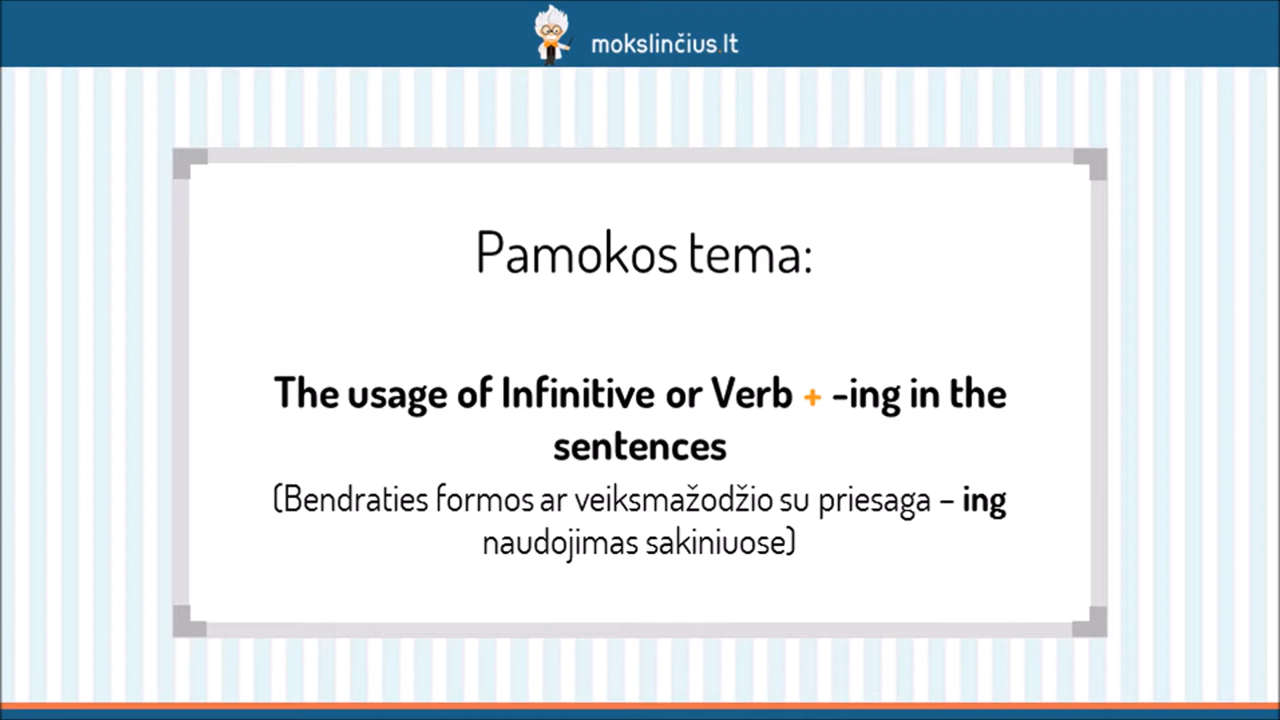 mokslinčius.lt
Pamokos tema:
The usage of Infinitive or Verb + -ing in the
sentences
(Bendraties formos ar veiksmažodžio su priesaga – ing
naudojimas sakiniuose)